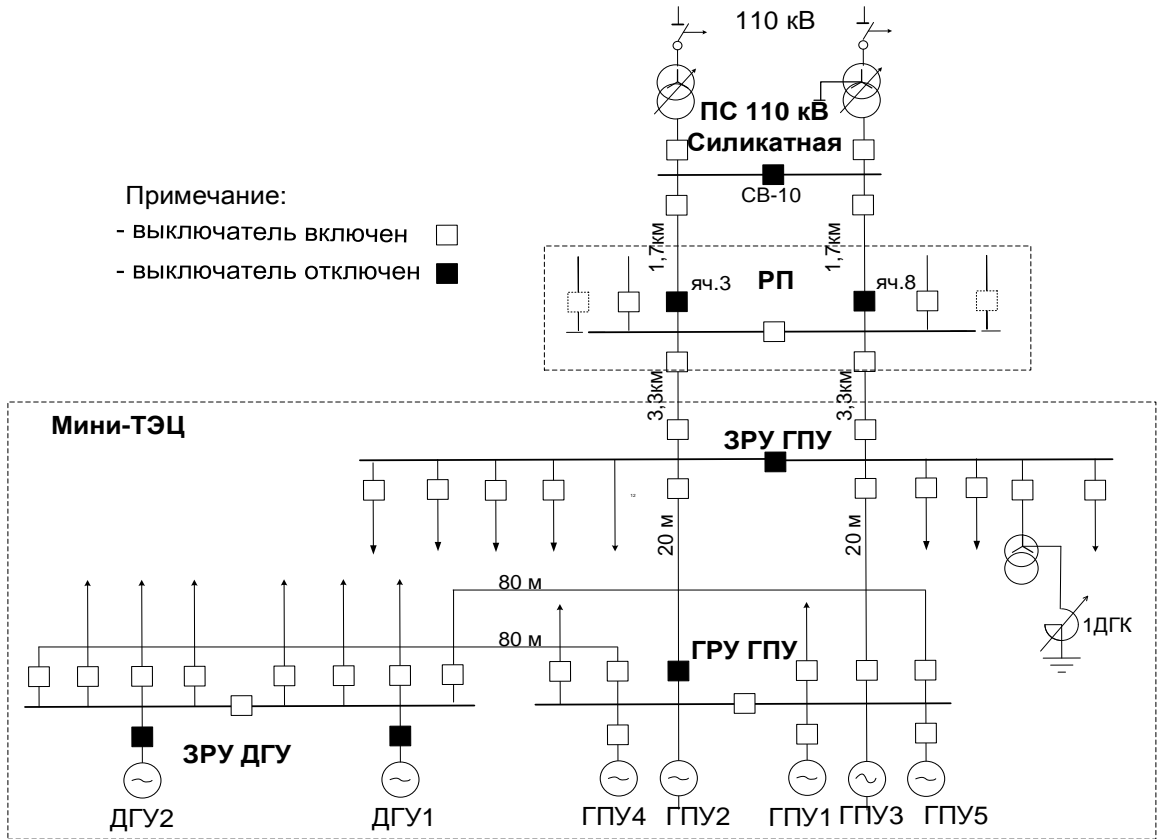 110 кВ
ПС 110 кВ
Силикатная
СВ-10
Примечание:
- выключатель включен
- выключатель отключен
1,7км
1,7км
яч.3
РП
яч.8
3,3км
3,3км
Мини-ТЭЦ
ЗРУ ГПУ
20 м
20 м
80 м
1ДГК
80 м
ГРУ ГПУ
ЗРУ ДГУ
ДГУ2
ДГУ1
ГПУ4
ГПУ2
ГПУ1
ГПУ3
ГПУ5